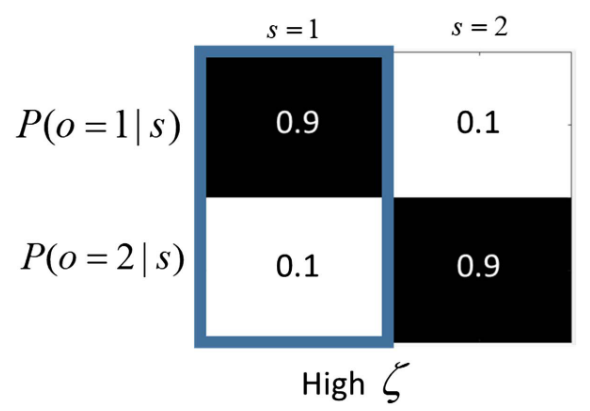 s = 1 s = 2
P(o = 1 | s) 0.9 0.1
P(o = 2 | s) 0.1 0.9
High ζ